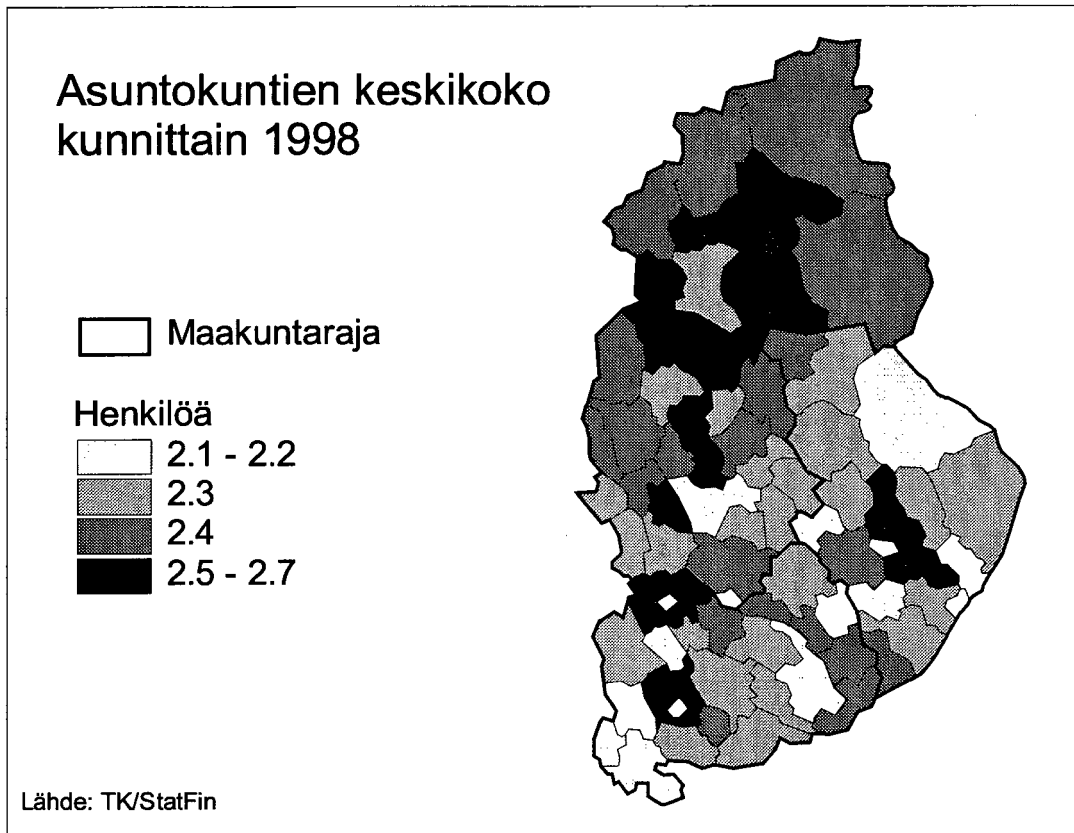 Asuntokuntien keskikoko
kunnittain 1998
Maakuntaraja
Henkilöä
2.1 - 2.2
2.3
2.4
2.5 - 2.7
Lähde: TK/StatFin